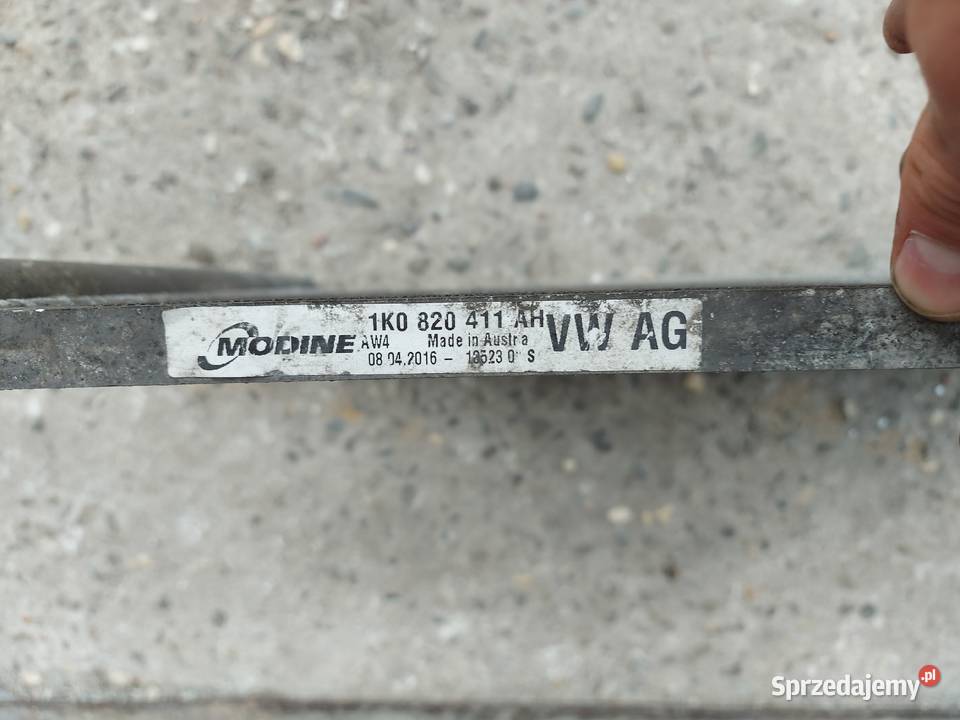 MODINE
1K0 820 411 AH
AW4 Made in Austria
08.04.2016 -
VW AG
Sprzedajemy.pl